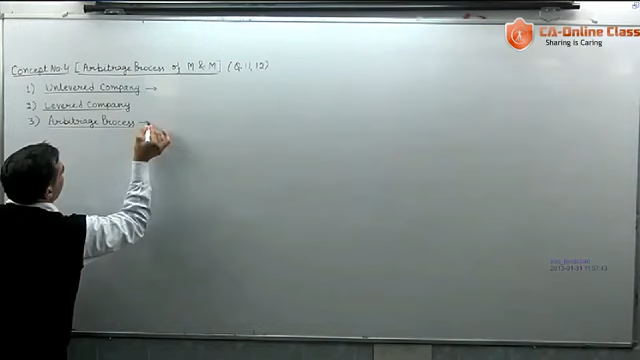 CA-Online Class
Sharing is Caring
Concept No.4 [Arbitrage Process of M & M] (Q.11,12)
1) Unlevered Company →
2) Levered Company
3) Arbitrage Process →